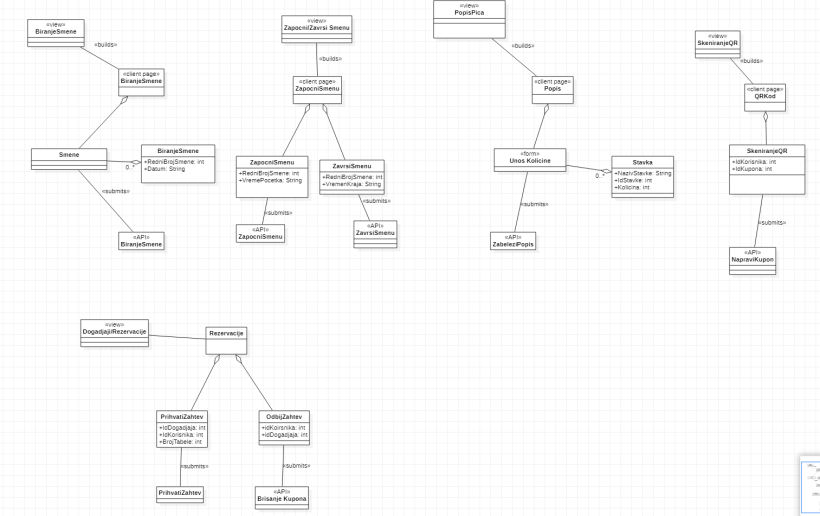 «view»
BiranjeSmene
«builds»
«client page»
BiranjeSmene
Smene
0..*
BiranjeSmene
+RedniBrojSmene: int
+Datum: String
«submits»
«API»
BiranjeSmene
«view»
Zapocni/Zavrsi Smenu
«builds»
«client page»
ZapocniSmenu
ZapocniSmenu
+RedniBrojSmene: int
+VremePocetka: String
«submits»
«API»
ZapocniSmenu
ZavrsiSmenu
+RedniBrojSmene: int
+VremenKraja: String
«submits»
«API»
ZavrsiSmenu
«view»
PopisPica
«builds»
«client page»
Popis
«form»
Unos Kolicine
0..*
Stavka
+NazivStavke: String
+IdStavke: int
+Kolicina: int
«submits»
«API»
ZabeleziPopis
«view»
SkeniranjeQR
«builds»
«client page»
QRKod
SkeniranjeQR
+IdKorisnika: int
+IdKupona: int
«submits»
«API»
NapraviKupon
«view»
Dogadjaji/Rezervacije
Rezervacije
PrihvatiZahtev
+IdDogadjaja: int
+IdKorisnika: int
+BrojTabele: int
«submits»
PrihvatiZahtev
OdbijZahtev
+idKoirsnika: int
+idDogadjaja: int
«submits»
«API»
Brisanje Kupona